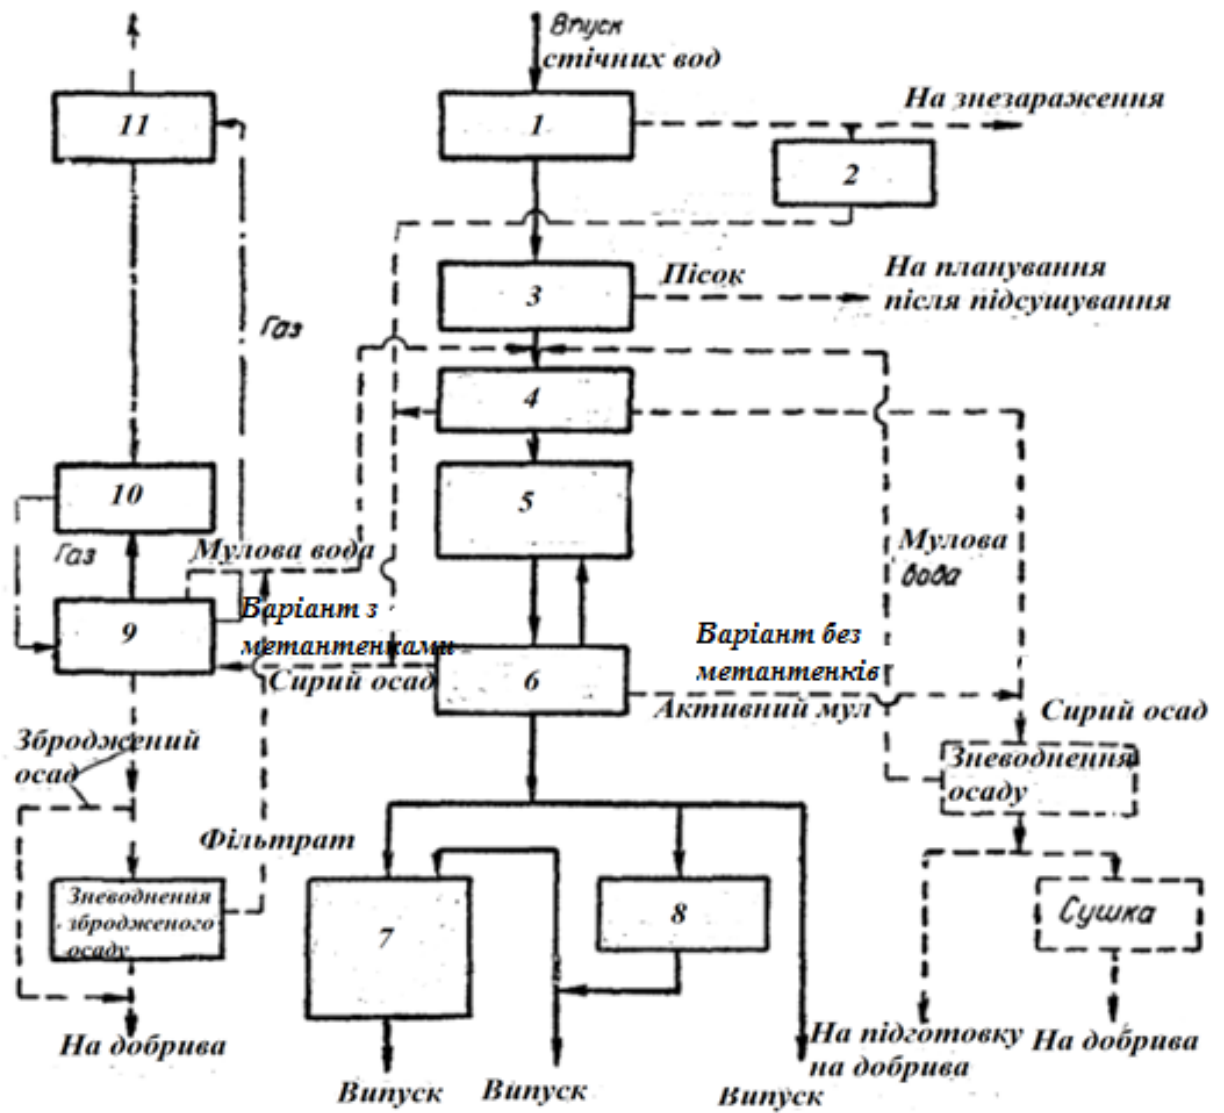 Впуск
стічних вод
11
1
На знезараження
2
3
Пісок
На планування
після підсушування
Газ
4
5
10
Газ
Мулова вода
Мулова
вова
9
Варіант з
метантенками
Сирий осад
6
Варіант без
метантенків
Активний мул
Сирий осад
Зброджений
осад
Зневоднення
осаду
Фільтрат
Зневоднення
збродженого
осаду
7
8
Сушка
На добрива
На підготовку
на добрива
На добрива
Випуск
Випуск
Випуск